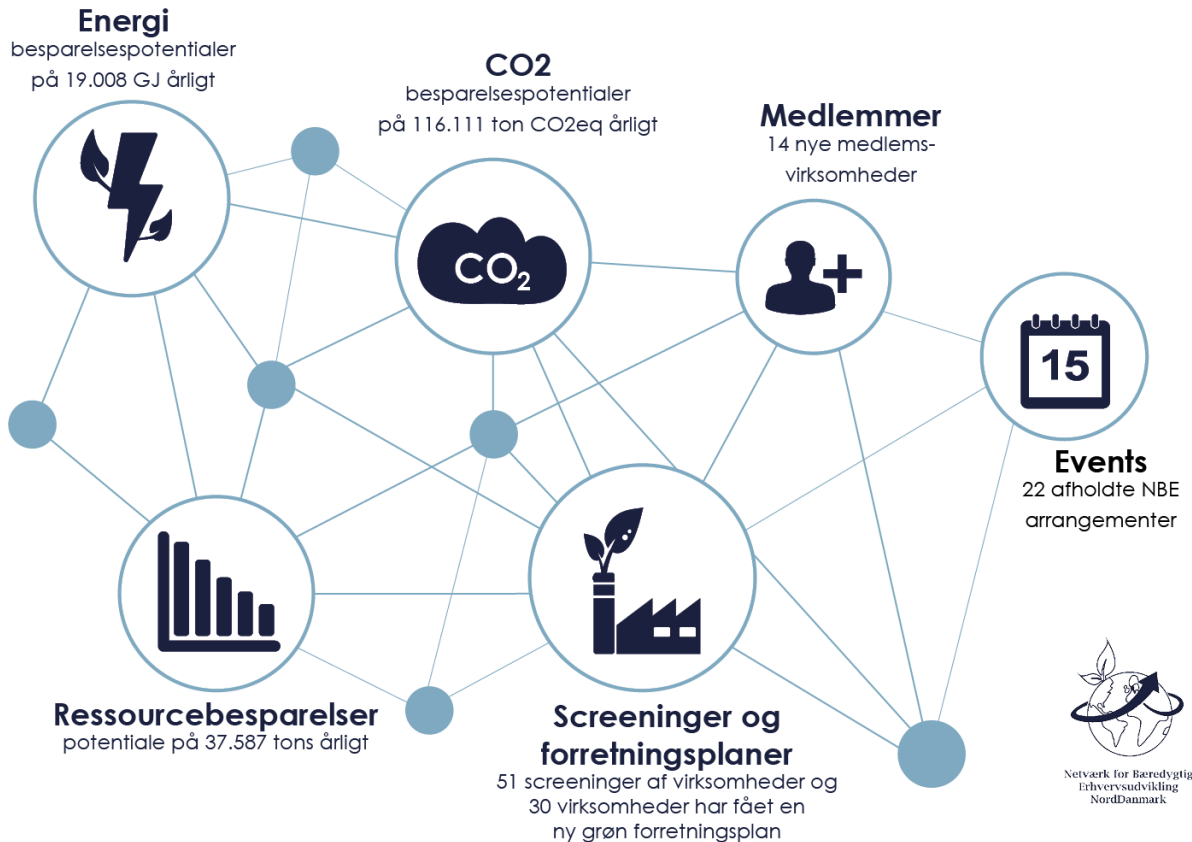 Energi
besparelsespotentialer
på 19.008 GJ årligt
CO2
besparelsespotentialer
på 116.111 ton CO2eq årligt
Medlemmer
14 nye medlems-
virksomheder
CO2
15
Events
22 afholdte NBE
arrangementer
Ressourcebesparelser
potentiale på 37.587 tons årligt
Screeninger og
forretningsplaner
51 screeninger af virksomheder og
30 virksomheder har fået en
ny grøn forretningsplan
Netværk for Bæredygtig
Erhvervsudvikling
NordDanmark